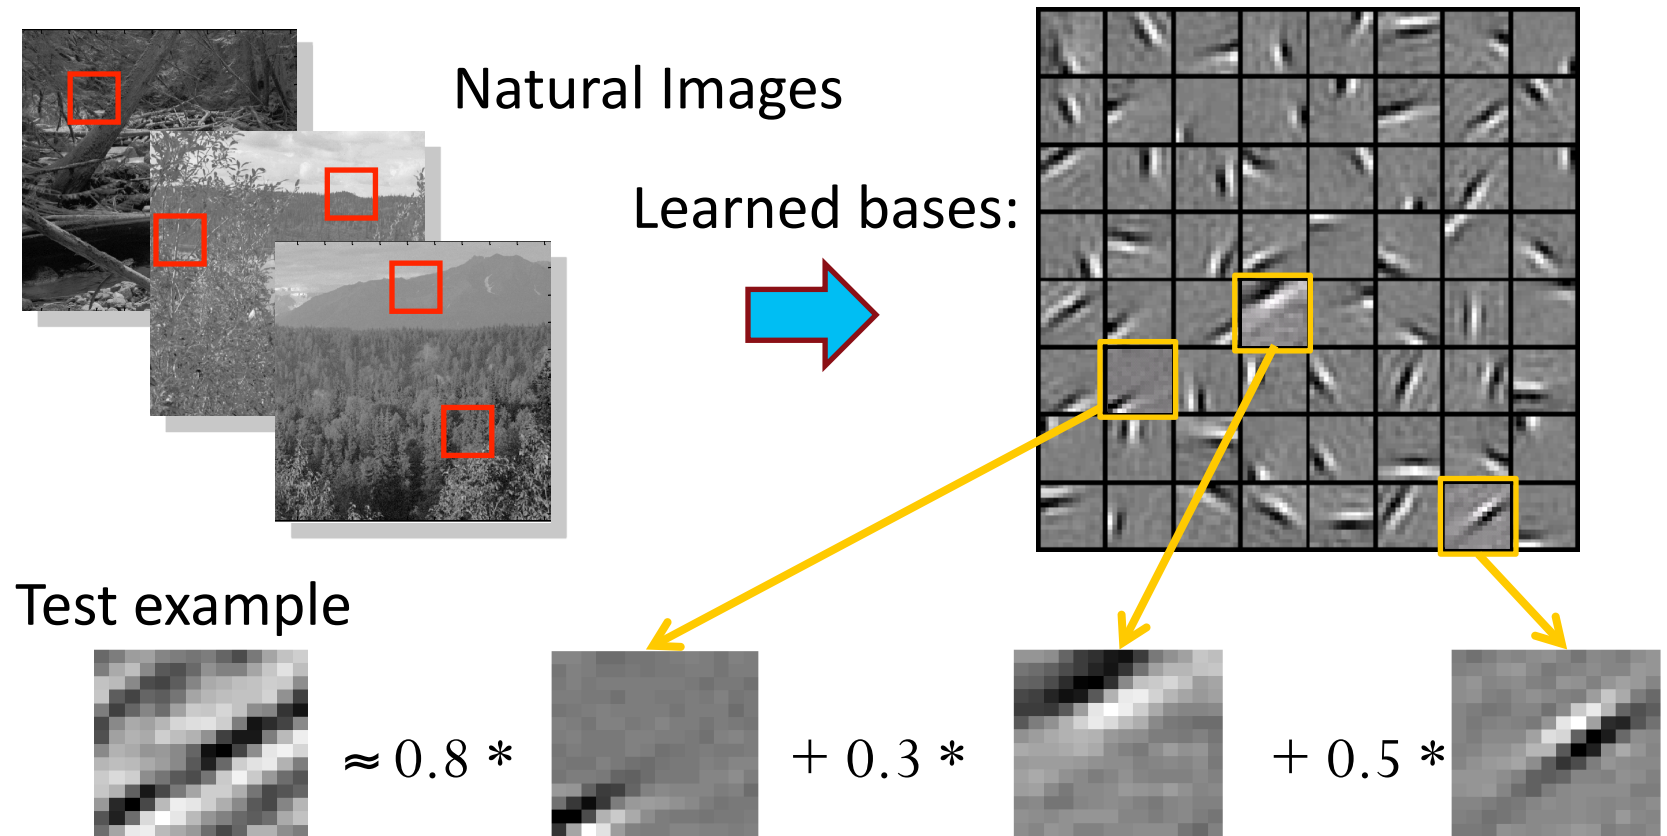 Natural Images
Learned bases:
Test example
≈ 0.8 * + 0.3 * + 0.5 *